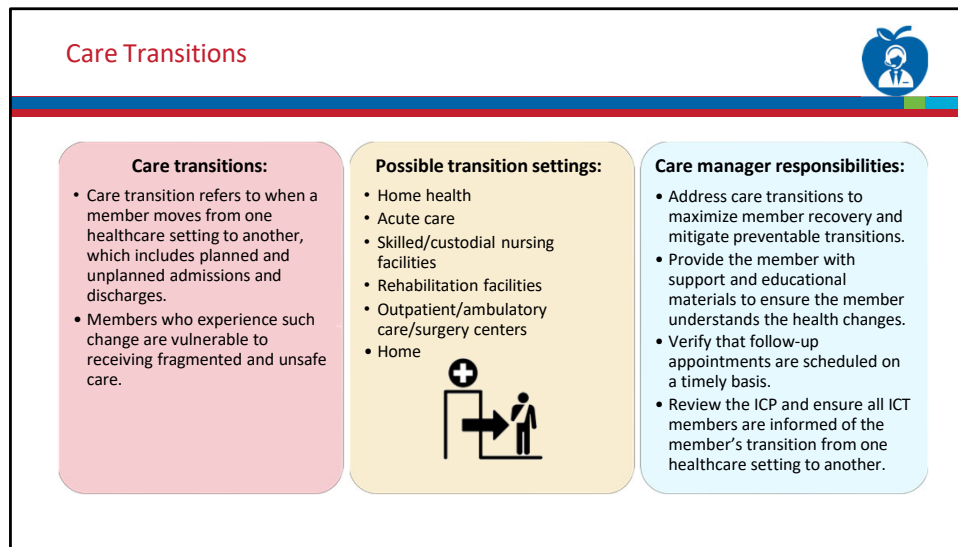 Care Transitions
Care transitions:
• Care transition refers to when a
member moves from one
healthcare setting to another,
which includes planned and
unplanned admissions and
discharges.
• Members who experience such
change are vulnerable to
receiving fragmented and unsafe
care.
Possible transition settings:
• Home health
• Acute care
• Skilled/custodial nursing
facilities
• Rehabilitation facilities
• Outpatient/ambulatory
care/surgery centers
• Home
Care manager responsibilities:
• Address care transitions to
maximize member recovery and
mitigate preventable transitions.
• Provide the member with
support and educational
materials to ensure the member
understands the health changes.
• Verify that follow-up
appointments are scheduled on
a timely basis.
• Review the ICP and ensure all ICT
members are informed of the
member’s transition from one
healthcare setting to another.